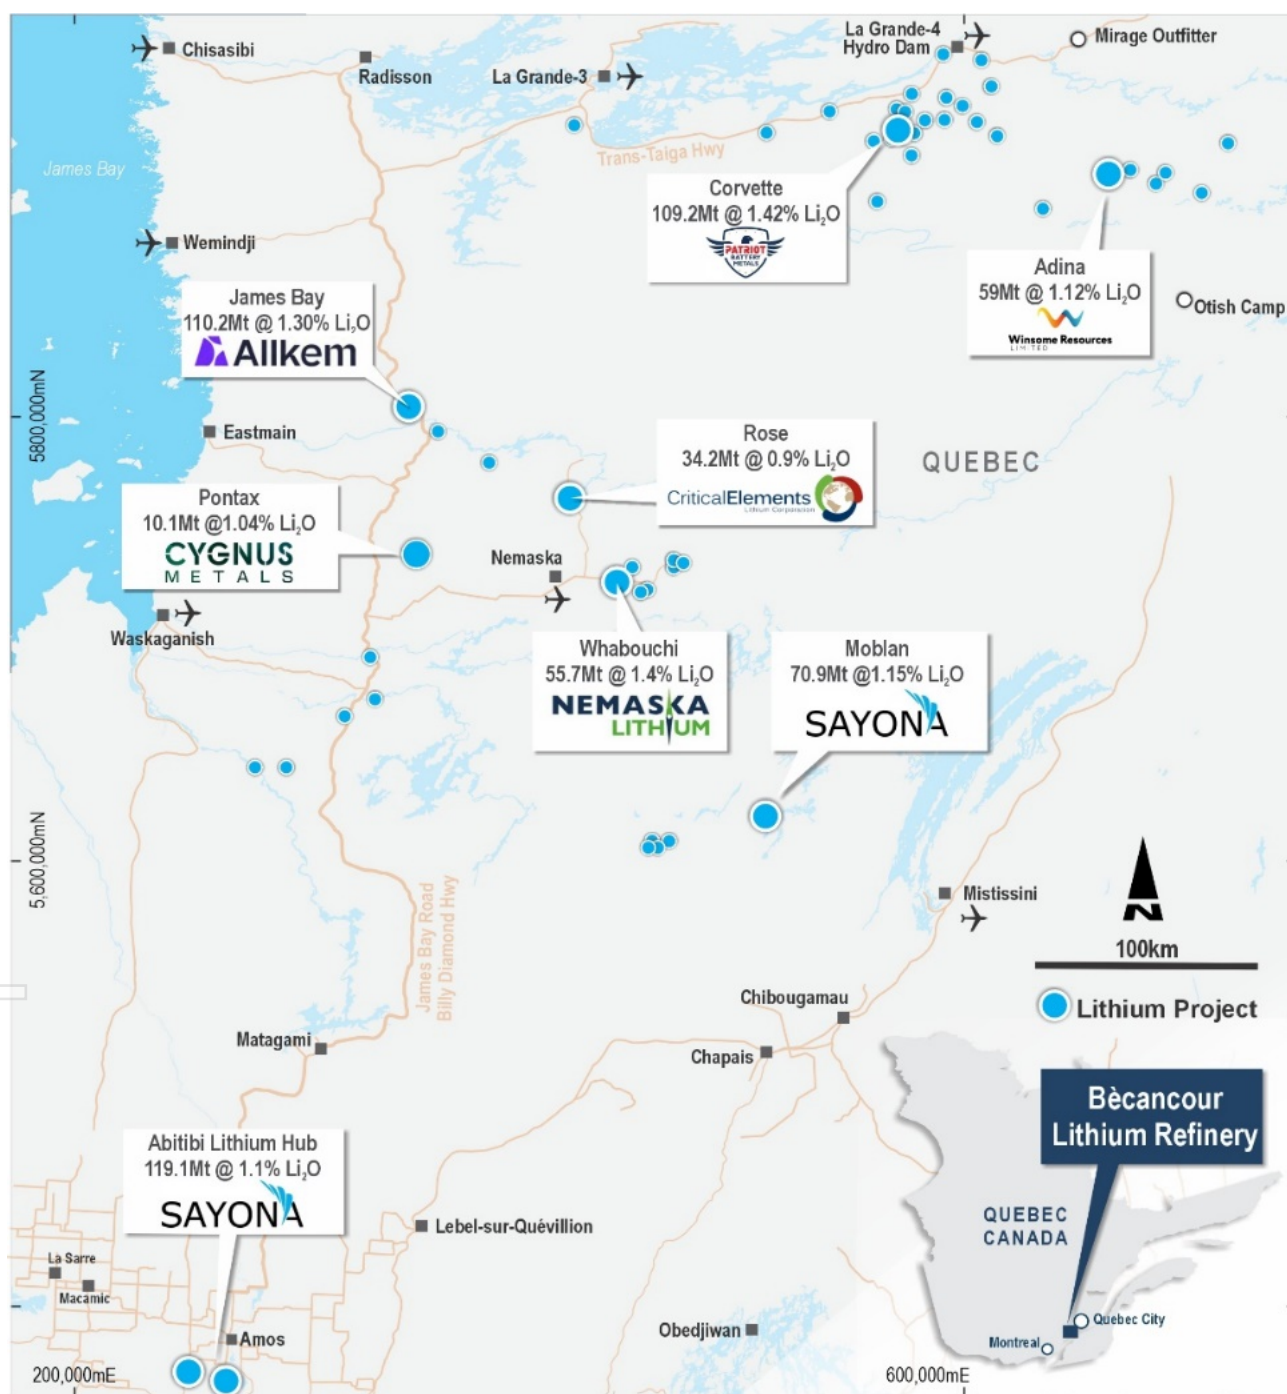 Chisasibi
Radisson
La Grande-3
La Grande-4
Hydro Dam
Mirage Outfitter
Trans-Taiga Hwy
James Bay
Corvette
109.2Mt @ 1.42% Li₂O
PATRIOT
BATTERY
METALS
Wemindji
Adina
59Mt @ 1.12% Li₂O
Winsome Resources
LIMITED
Otish Camp
James Bay
110.2Mt @ 1.30% Li₂O
Allkem
5800,000mN
Eastmain
Rose
34.2Mt @ 0.9% Li₂O
CriticalElements
Lithium Corporation
QUEBEC
Pontax
10.1Mt @1.04% Li₂O
CYGNUS
METALS
Nemaska
Waskaganish
Whabouchi
55.7Mt @ 1.4% Li₂O
NEMASKA
LITHIUM
Moblan
70.9Mt @1.15% Li₂O
SAYONA
5,600,000mN
Mistissini
N
100km
James Bay Road
Billy Diamond Hwy
Lithium Project
Chibougamau
Matagami
Chapais
Bècancour
Lithium Refinery
Abitibi Lithium Hub
119.1Mt @ 1.1% Li₂O
SAYONA
QUEBEC
CANADA
Lebel-sur-Quévillion
La Sarre
Macamic
Amos
Obedjiwan
Quebec City
Montreal
200,000mE
600,000mE